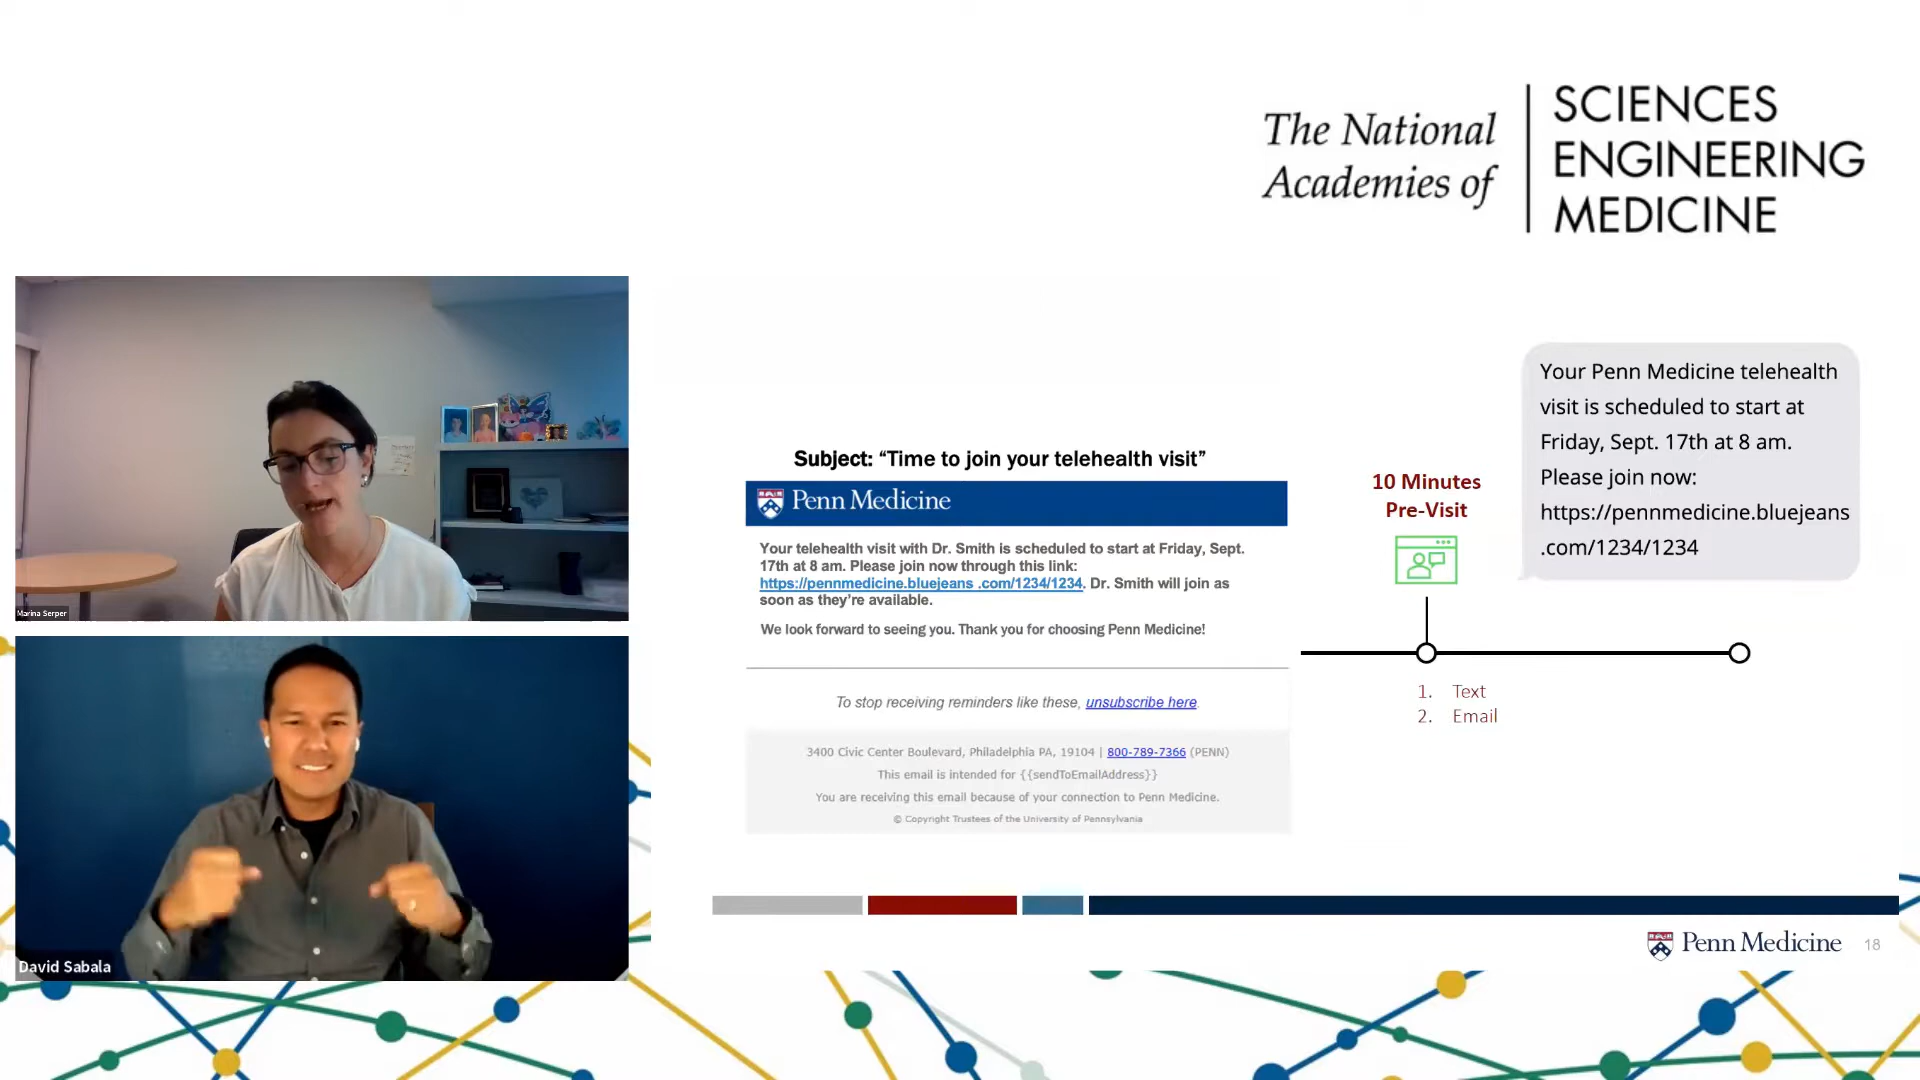 The National
Academies of
SCIENCES
ENGINEERING
MEDICINE
Marina Serper
David Sabala
Subject: “Time to join your telehealth visit”
Penn Medicine
Your telehealth visit with Dr. Smith is scheduled to start at Friday, Sept.
17th at 8 am. Please join now through this link:
https://pennmedicine.bluejeans .com/1234/1234. Dr. Smith will join as
soon as they’re available.
We look forward to seeing you. Thank you for choosing Penn Medicine!
To stop receiving reminders like these, unsubscribe here.
3400 Civic Center Boulevard, Philadelphia PA, 19104 | 800-789-7366 (PENN)
This email is intended for {{sendToEmailAddress}}
You are receiving this email because of your connection to Penn Medicine.
© Copyright Trustees of the University of Pennsylvania
10 Minutes
Pre-Visit
1. Text
2. Email
Your Penn Medicine telehealth
visit is scheduled to start at
Friday, Sept. 17th at 8 am.
Please join now:
https://pennmedicine.bluejeans
.com/1234/1234
Penn Medicine
18